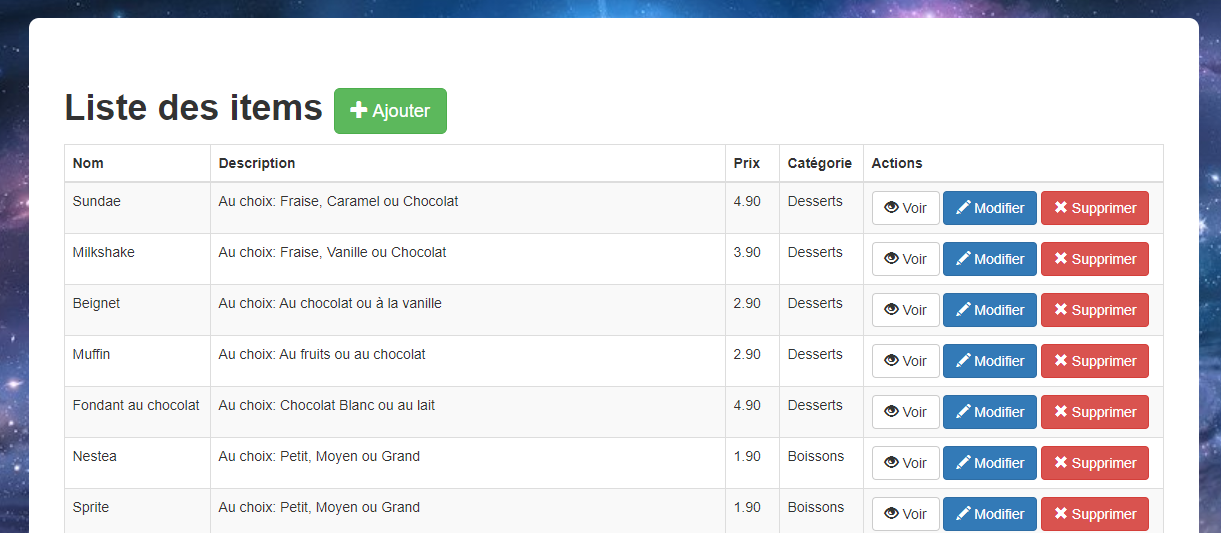 Liste des items Ajouter
Nom Description Prix Catégorie Actions
Sundae Au choix: Fraise, Caramel ou Chocolat 4.90 Desserts Voir Modifier Supprimer
Milkshake Au choix: Fraise, Vanille ou Chocolat 3.90 Desserts Voir Modifier Supprimer
Beignet Au choix: Au chocolat ou à la vanille 2.90 Desserts Voir Modifier Supprimer
Muffin Au choix: Au fruits ou au chocolat 2.90 Desserts Voir Modifier Supprimer
Fondant au chocolat Au choix: Chocolat Blanc ou au lait 4.90 Desserts Voir Modifier Supprimer
Nestea Au choix: Petit, Moyen ou Grand 1.90 Boissons Voir Modifier Supprimer
Sprite Au choix: Petit, Moyen ou Grand 1.90 Boissons Voir Modifier Supprimer